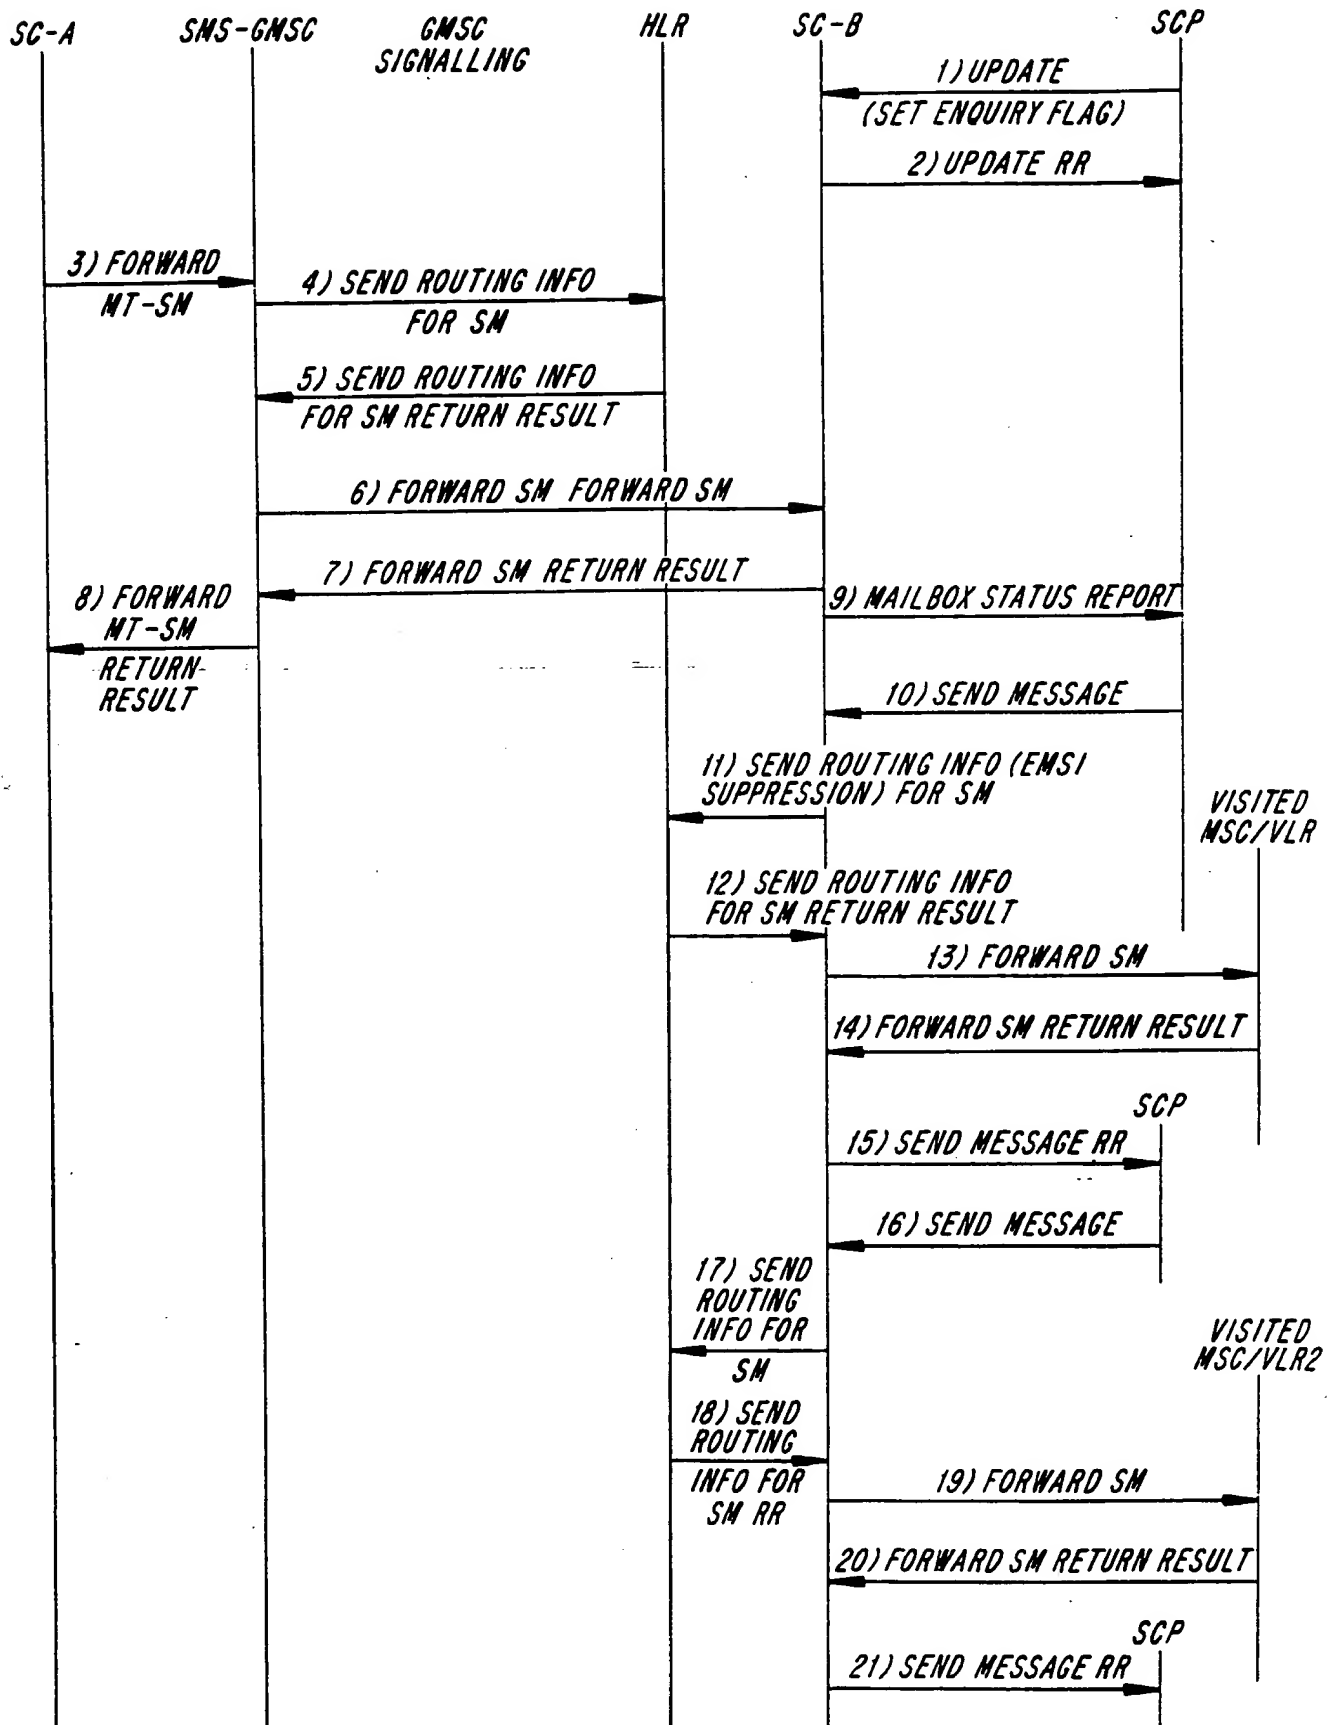 SC-A
SMS-GMSC
GMSC
SIGNALLING
HLR
SC-B
SCP
1) UPDATE
(SET ENQUIRY FLAG)
2) UPDATE RR
3) FORWARD
MT-SM
4) SEND ROUTING INFO
FOR SM
5) SEND ROUTING INFO
FOR SM RETURN RESULT
6) FORWARD SM FORWARD SM
7) FORWARD SM RETURN RESULT
8) FORWARD
MT-SM
RETURN
RESULT
9) MAILBOX STATUS REPORT
10) SEND MESSAGE
11) SEND ROUTING INFO (EMSI
SUPPRESSION) FOR SM
VISITED
MSC/VLR
12) SEND ROUTING INFO
FOR SM RETURN RESULT
13) FORWARD SM
14) FORWARD SM RETURN RESULT
SCP
15) SEND MESSAGE RR
16) SEND MESSAGE
17) SEND
ROUTING
INFO FOR
SM
VISITED
MSC/VLR2
18) SEND
ROUTING
INFO FOR
SM RR
19) FORWARD SM
20) FORWARD SM RETURN RESULT
SCP
21) SEND MESSAGE RR